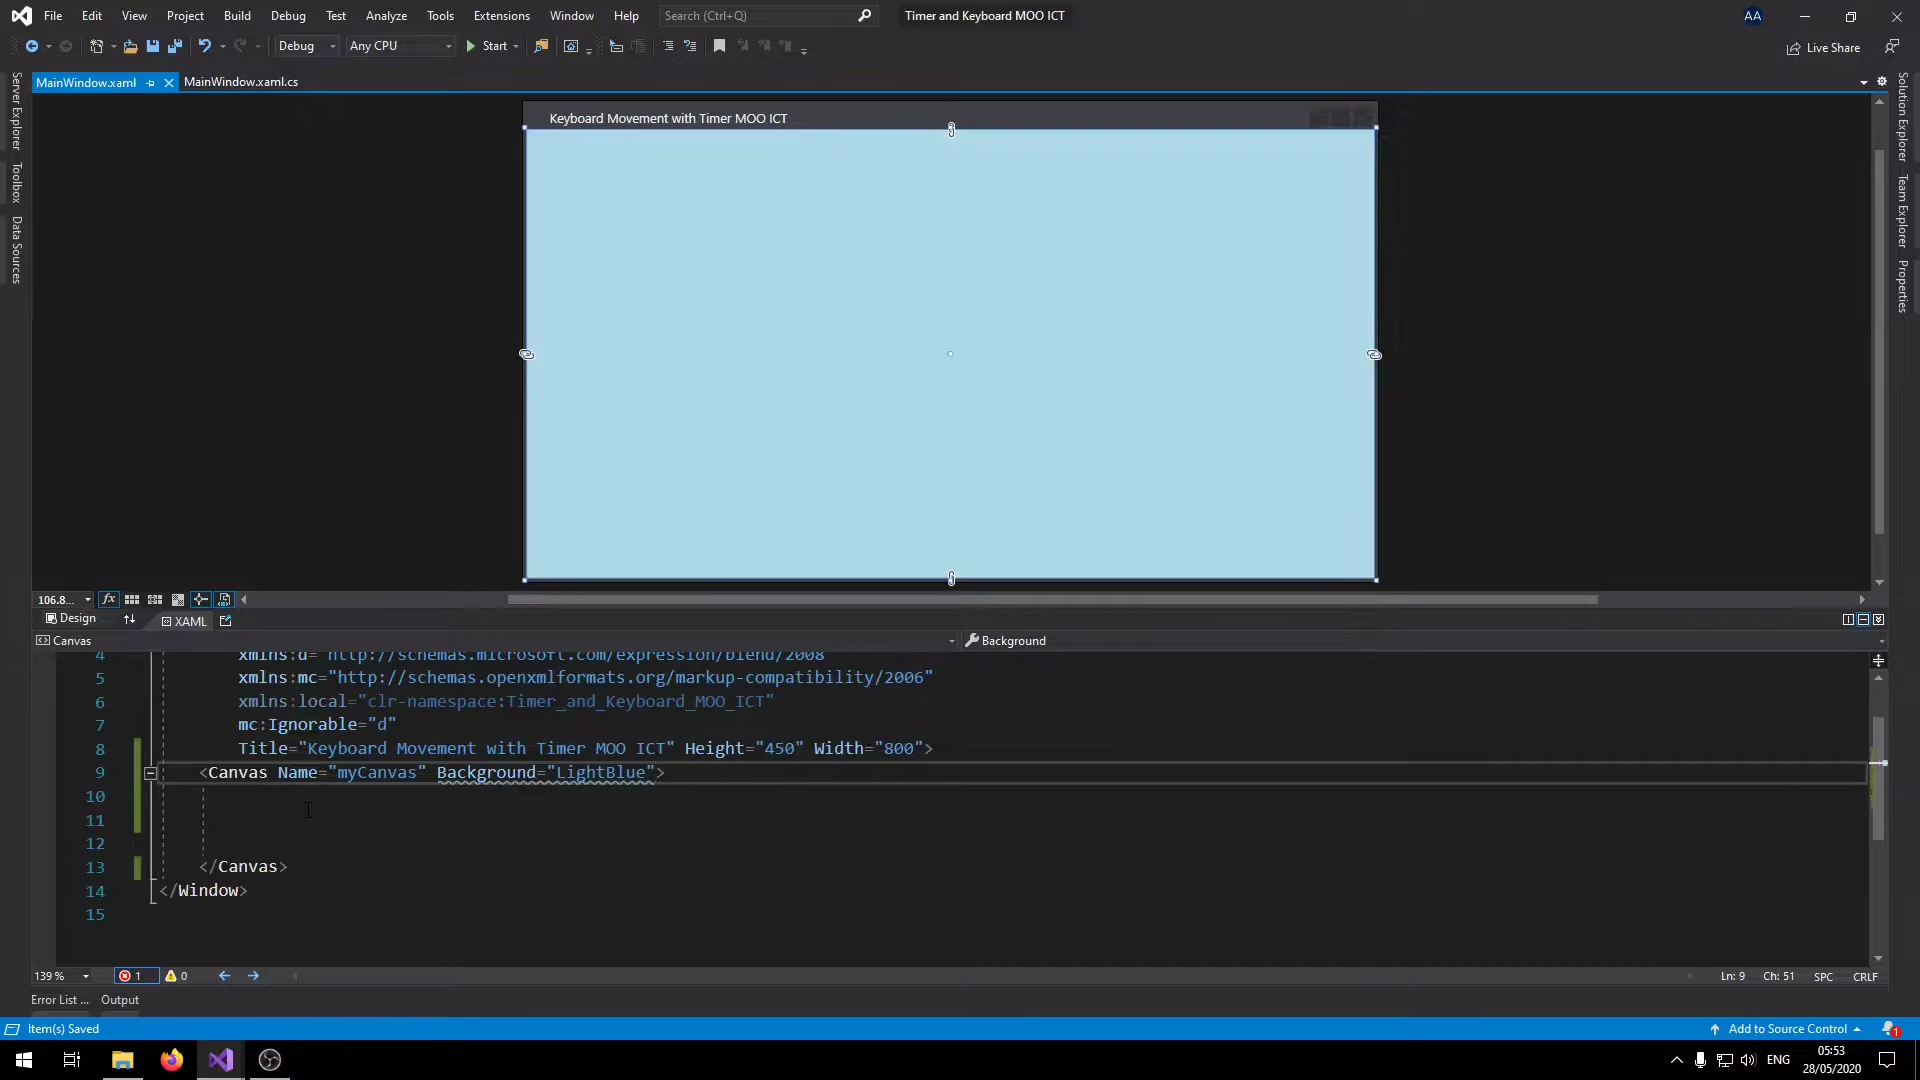 File Edit View Project Build Debug Test Analyze Tools Extensions Window Help Search (Ctrl+Q) Timer and Keyboard MOO ICT AA
Debug Any CPU Start Live Share
MainWindow.xaml MainWindow.xaml.cs
Server Explorer
Toolbox
Data Sources
Solution Explorer
Team Explorer
Properties
Keyboard Movement with Timer MOO ICT
106.8... fx
Design XAML
Canvas Background
4 xmlns:d="http://schemas.microsoft.com/expression/blend/2008"
5 xmlns:mc="http://schemas.openxmlformats.org/markup-compatibility/2006"
6 xmlns:local="clr-namespace:Timer_and_Keyboard_MOO_ICT"
7 mc:Ignorable="d"
8 Title="Keyboard Movement with Timer MOO ICT" Height="450" Width="800">
9 <Canvas Name="myCanvas" Background="LightBlue">
10
11
12
13 </Canvas>
14 </Window>
15
139 % 1 0 Ln: 9 Ch: 51 SPC CRLF
Error List ... Output
Item(s) Saved Add to Source Control 1
ENG 05:53
28/05/2020